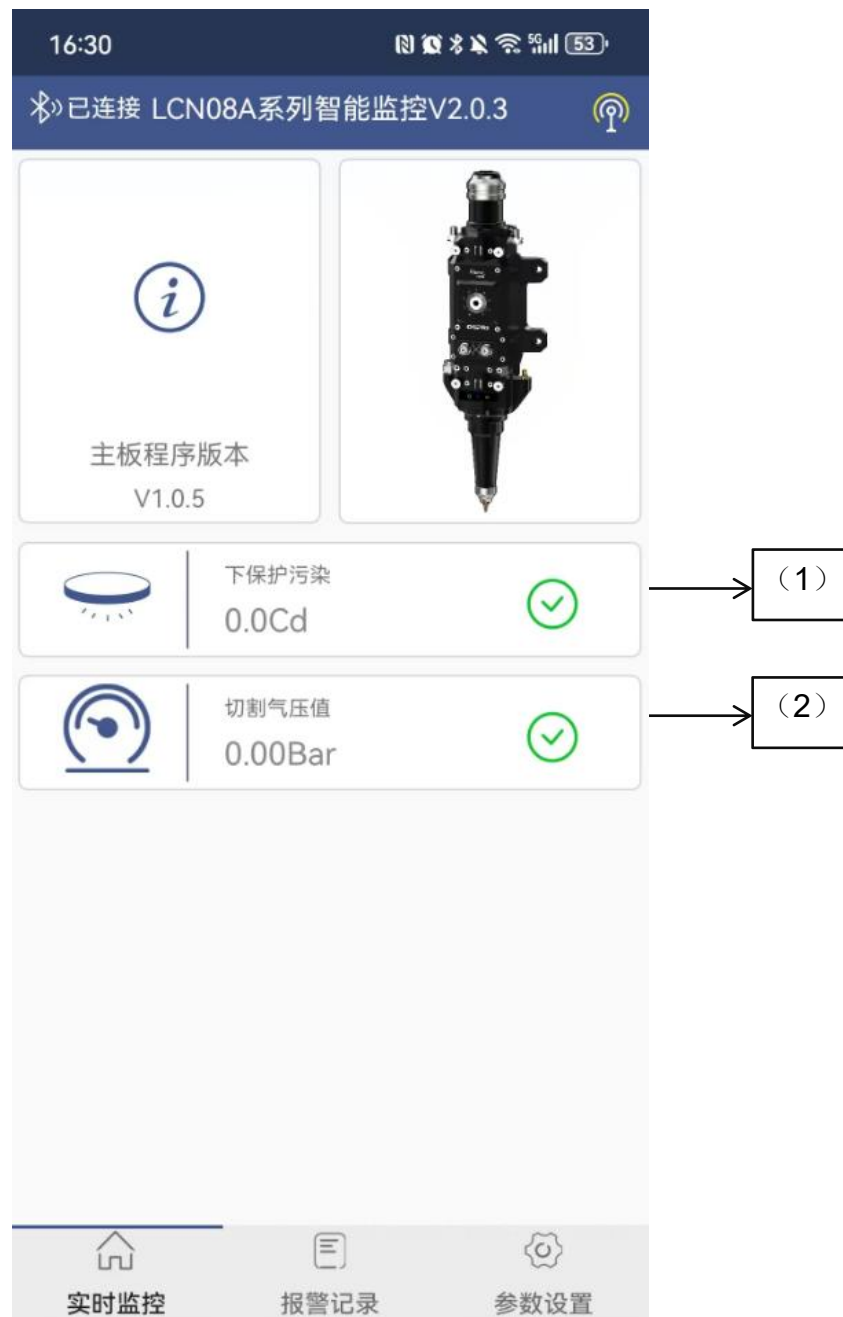 16:30
5G 53
已连接 LCN08A系列智能监控V2.0.3
主板程序版本
V1.0.5
下保护污染
0.0Cd
（1）
切割气压值
0.00Bar
（2）
实时监控
报警记录
参数设置